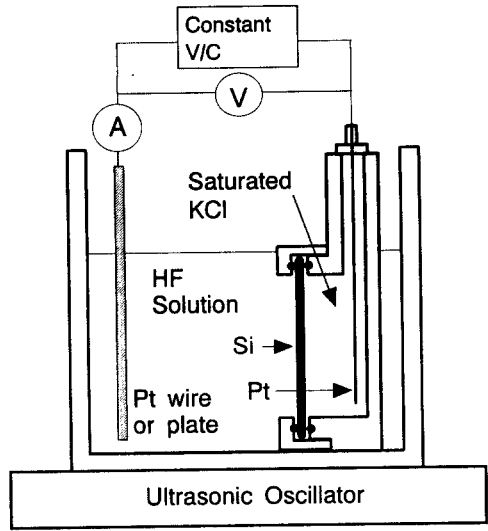 Constant
V/C
V
A
Saturated
KCl
HF
Solution
Si
Pt
Pt wire
or plate
Ultrasonic Oscillator